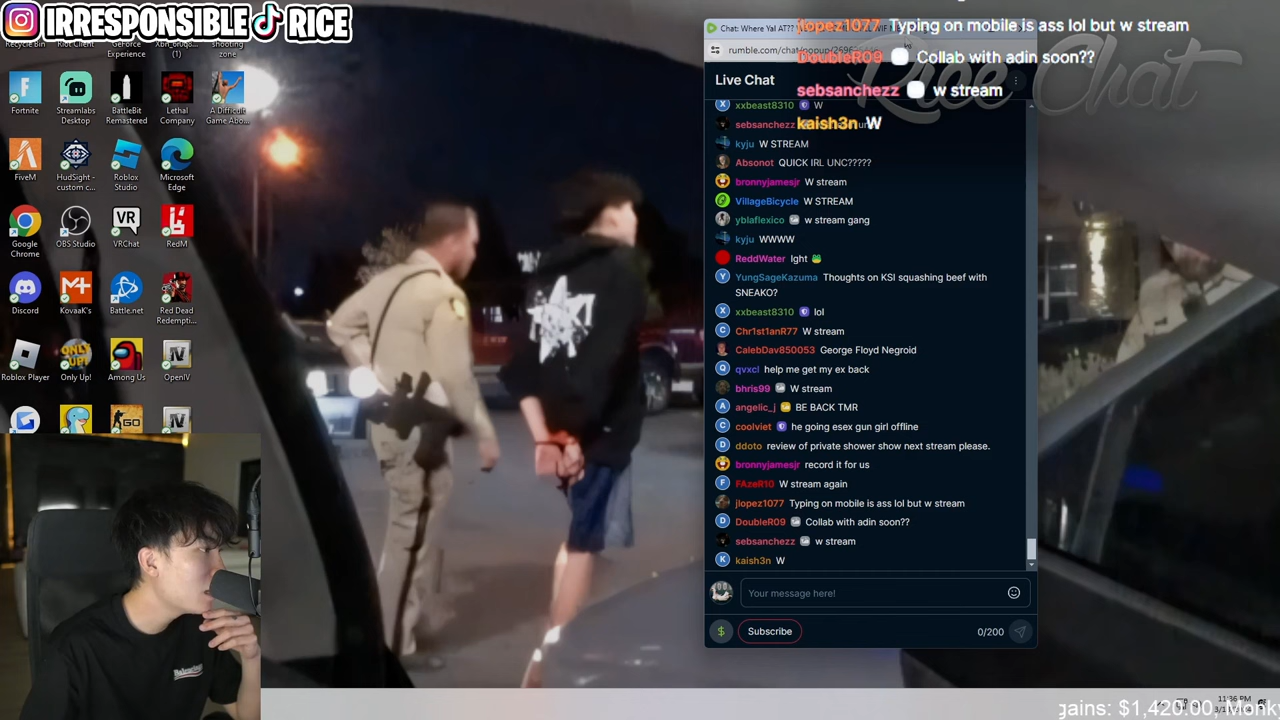 IRRESPONSIBLE RICE
Recycle Bin
Riot Client
GeForce Experience
(1)
shooting zone
Fortnite
Streamlabs Desktop
BattleBit Remastered
Lethal Company
A Difficult Game Abo...
FiveM
HudSight - custom c...
Roblox Studio
Microsoft Edge
Google Chrome
OBS Studio
VRChat
RedM
Discord
KovaaK's
Battle.net
Red Dead Redempti...
Roblox Player
Only Up!
Among Us
OpenIV
Chat: Where Yal AT??
rumble.com/chat/popup/2696
Live Chat
Rice Chat
jlopez1077 Typing on mobile is ass lol but w stream
DoubleR09 Collab with adin soon??
sebsanchezz w stream
kaish3n W
xxbeast8310 W
sebsanchezz
kyju W STREAM
Absonot QUICK IRL UNC?????
bronnyjamesjr W stream
VillageBicycle W STREAM
yblaflexico w stream gang
kyju WWWW
ReddWater Ight
YungSageKazuma Thoughts on KSI squashing beef with
SNEAKO?
xxbeast8310 lol
Chr1st1anR77 W stream
CalebDav850053 George Floyd Negroid
qvxcl help me get my ex back
bhris99 W stream
angelic_j BE BACK TMR
coolviet he going esex gun girl offline
ddoto review of private shower show next stream please.
bronnyjamesjr record it for us
FAzeR10 W stream again
jlopez1077 Typing on mobile is ass lol but w stream
DoubleR09 Collab with adin soon??
sebsanchezz w stream
kaish3n W
Your message here!
Subscribe
0/200
11:36 PM
gains: $1,420.00, Monky